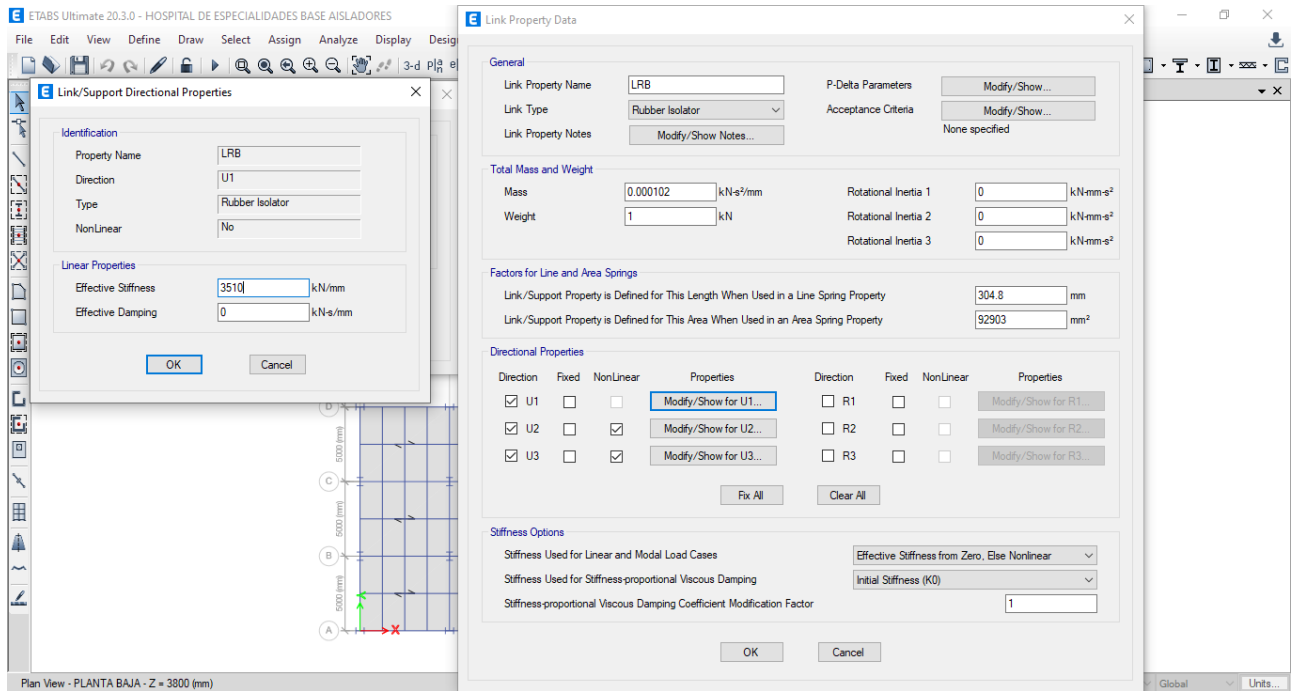 ETABS Ultimate 20.3.0 - HOSPITAL DE ESPECIALIDADES BASE AISLADORES
File Edit View Define Draw Select Assign Analyze Display Desig
3-d
Link/Support Directional Properties
Identification
Property Name LRB
Direction U1
Type Rubber Isolator
NonLinear No
Linear Properties
Effective Stiffness 3510 kN/mm
Effective Damping 0 kN-s/mm
OK Cancel
D
5000 (mm)
C
5000 (mm)
B
5000 (mm)
A
X
Plan View - PLANTA BAJA - Z = 3800 (mm)
Link Property Data
General
Link Property Name LRB P-Delta Parameters Modify/Show...
Link Type Rubber Isolator Acceptance Criteria Modify/Show...
Link Property Notes Modify/Show Notes... None specified
Total Mass and Weight
Mass 0.000102 kN-s²/mm Rotational Inertia 1 0 kN-mm-s²
Weight 1 kN Rotational Inertia 2 0 kN-mm-s²
Rotational Inertia 3 0 kN-mm-s²
Factors for Line and Area Springs
Link/Support Property is Defined for This Length When Used in a Line Spring Property 304.8 mm
Link/Support Property is Defined for This Area When Used in an Area Spring Property 92903 mm²
Directional Properties
Direction Fixed NonLinear Properties Direction Fixed NonLinear Properties
U1 Modify/Show for U1... R1 Modify/Show for R1...
U2 Modify/Show for U2... R2 Modify/Show for R2...
U3 Modify/Show for U3... R3 Modify/Show for R3...
Fix All Clear All
Stiffness Options
Stiffness Used for Linear and Modal Load Cases Effective Stiffness from Zero, Else Nonlinear
Stiffness Used for Stiffness-proportional Viscous Damping Initial Stiffness (K0)
Stiffness-proportional Viscous Damping Coefficient Modification Factor 1
OK Cancel
Global Units...